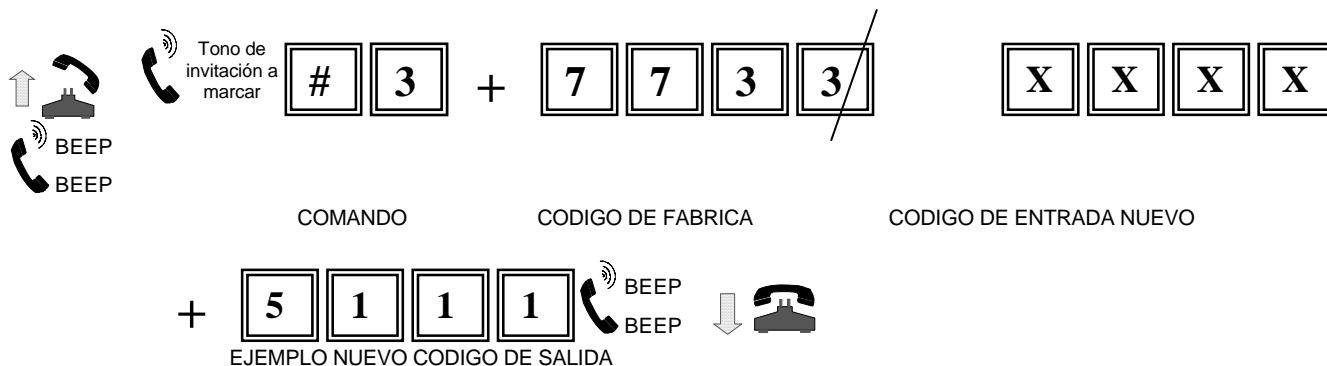 Tono de
invitación a
marcar
# 3 + 7 7 3 3 / X X X X
BEEP
BEEP
COMANDO CODIGO DE FABRICA CODIGO DE ENTRADA NUEVO
+ 5 1 1 1 BEEP
BEEP
EJEMPLO NUEVO CODIGO DE SALIDA